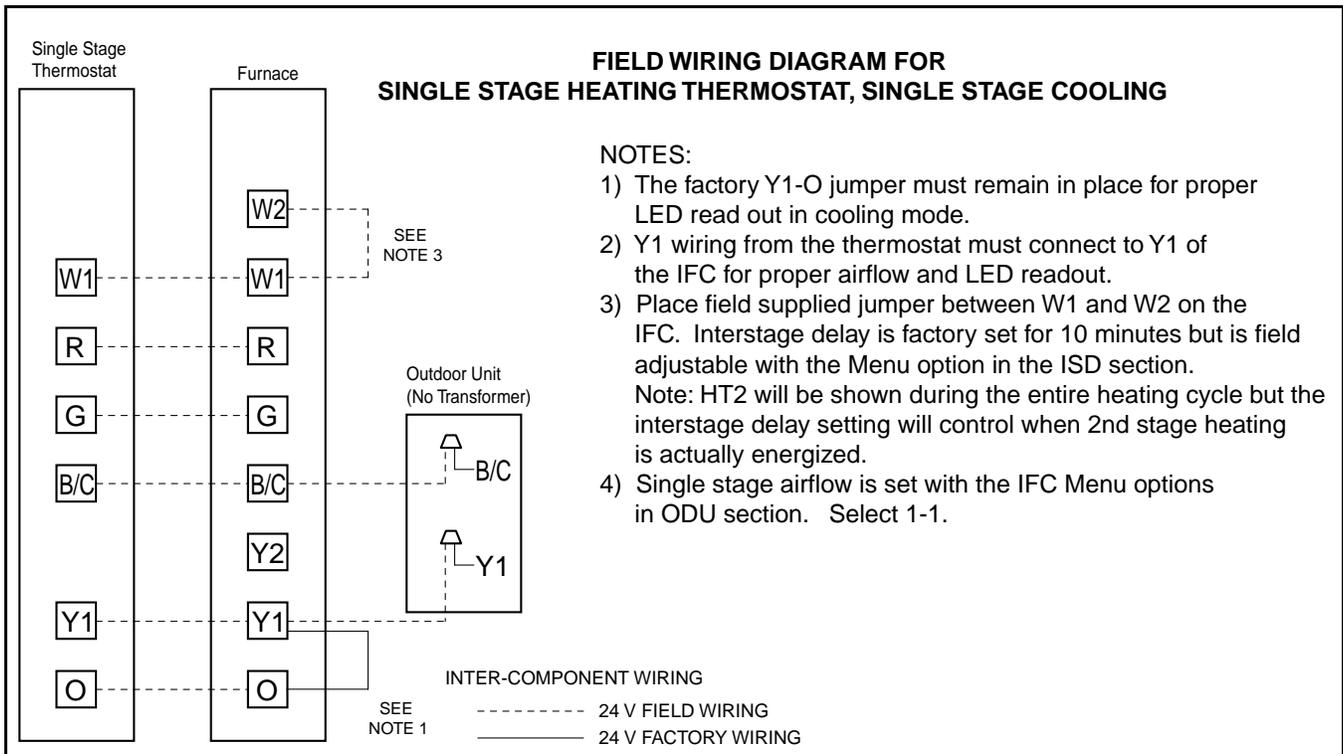 Single Stage
Thermostat
Furnace
FIELD WIRING DIAGRAM FOR
SINGLE STAGE HEATING THERMOSTAT, SINGLE STAGE COOLING
NOTES:
1) The factory Y1-O jumper must remain in place for proper
LED read out in cooling mode.
2) Y1 wiring from the thermostat must connect to Y1 of
the IFC for proper airflow and LED readout.
3) Place field supplied jumper between W1 and W2 on the
IFC. Interstage delay is factory set for 10 minutes but is field
adjustable with the Menu option in the ISD section.
Note: HT2 will be shown during the entire heating cycle but the
interstage delay setting will control when 2nd stage heating
is actually energized.
4) Single stage airflow is set with the IFC Menu options
in ODU section. Select 1-1.
W2
SEE
NOTE 3
W1
W1
R
R
G
G
B/C
B/C
Y2
Y1
Y1
O
O
Outdoor Unit
(No Transformer)
B/C
Y1
SEE
NOTE 1
INTER-COMPONENT WIRING
24 V FIELD WIRING
24 V FACTORY WIRING